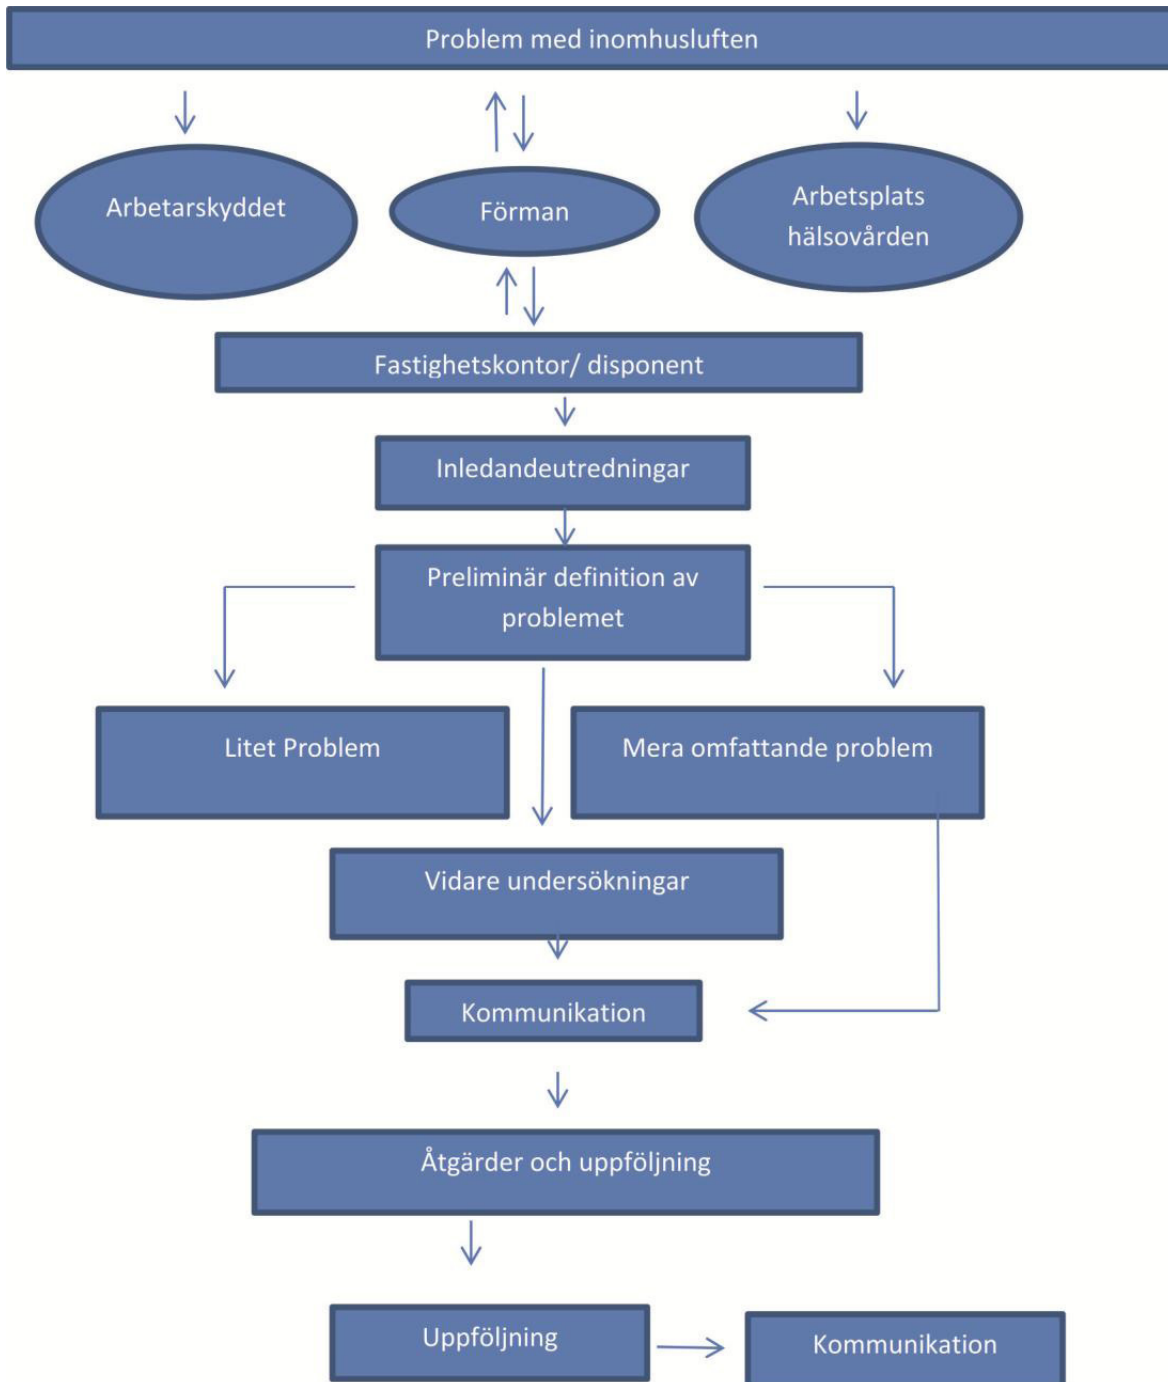 Problem med inomhusluften
Arbetarskyddet
Förman
Arbetsplats
hälsovården
Fastighetskontor/ disponent
Inledandeutredningar
Preliminär definition av
problemet
Litet Problem
Mera omfattande problem
Vidare undersökningar
Kommunikation
Åtgärder och uppföljning
Uppföljning
Kommunikation